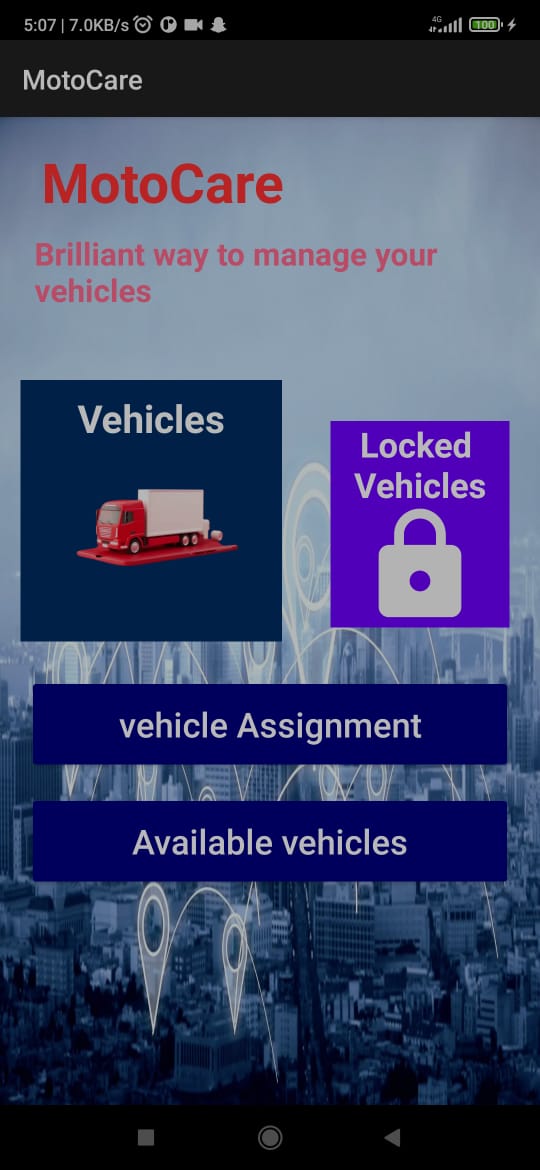 5:07 | 7.0KB/s
4G
100
MotoCare
MotoCare
Brilliant way to manage your
vehicles
Vehicles
Locked
Vehicles
vehicle Assignment
Available vehicles